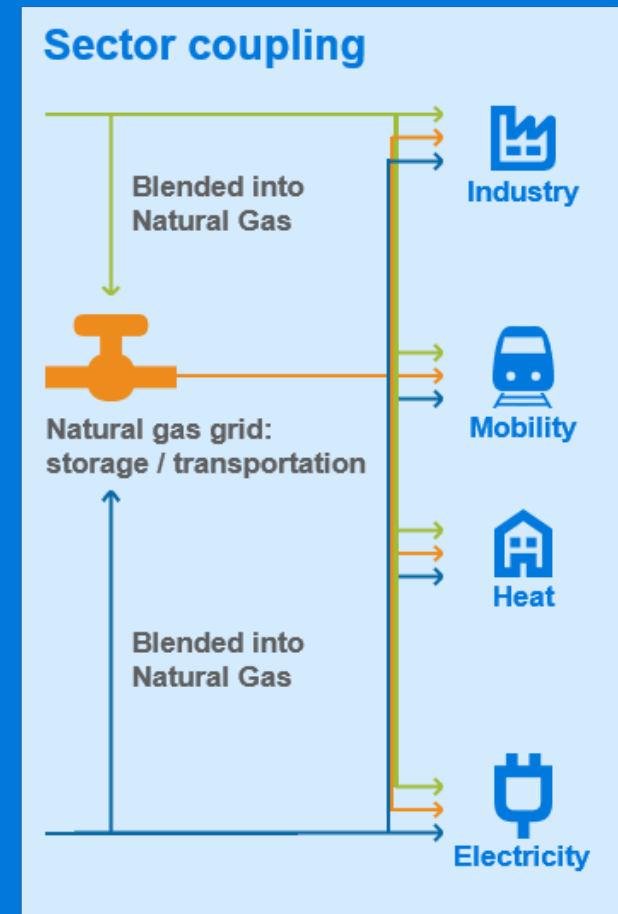 Sector coupling
Blended into
Natural Gas
Industry
Natural gas grid:
storage / transportation
Mobility
Heat
Blended into
Natural Gas
Electricity